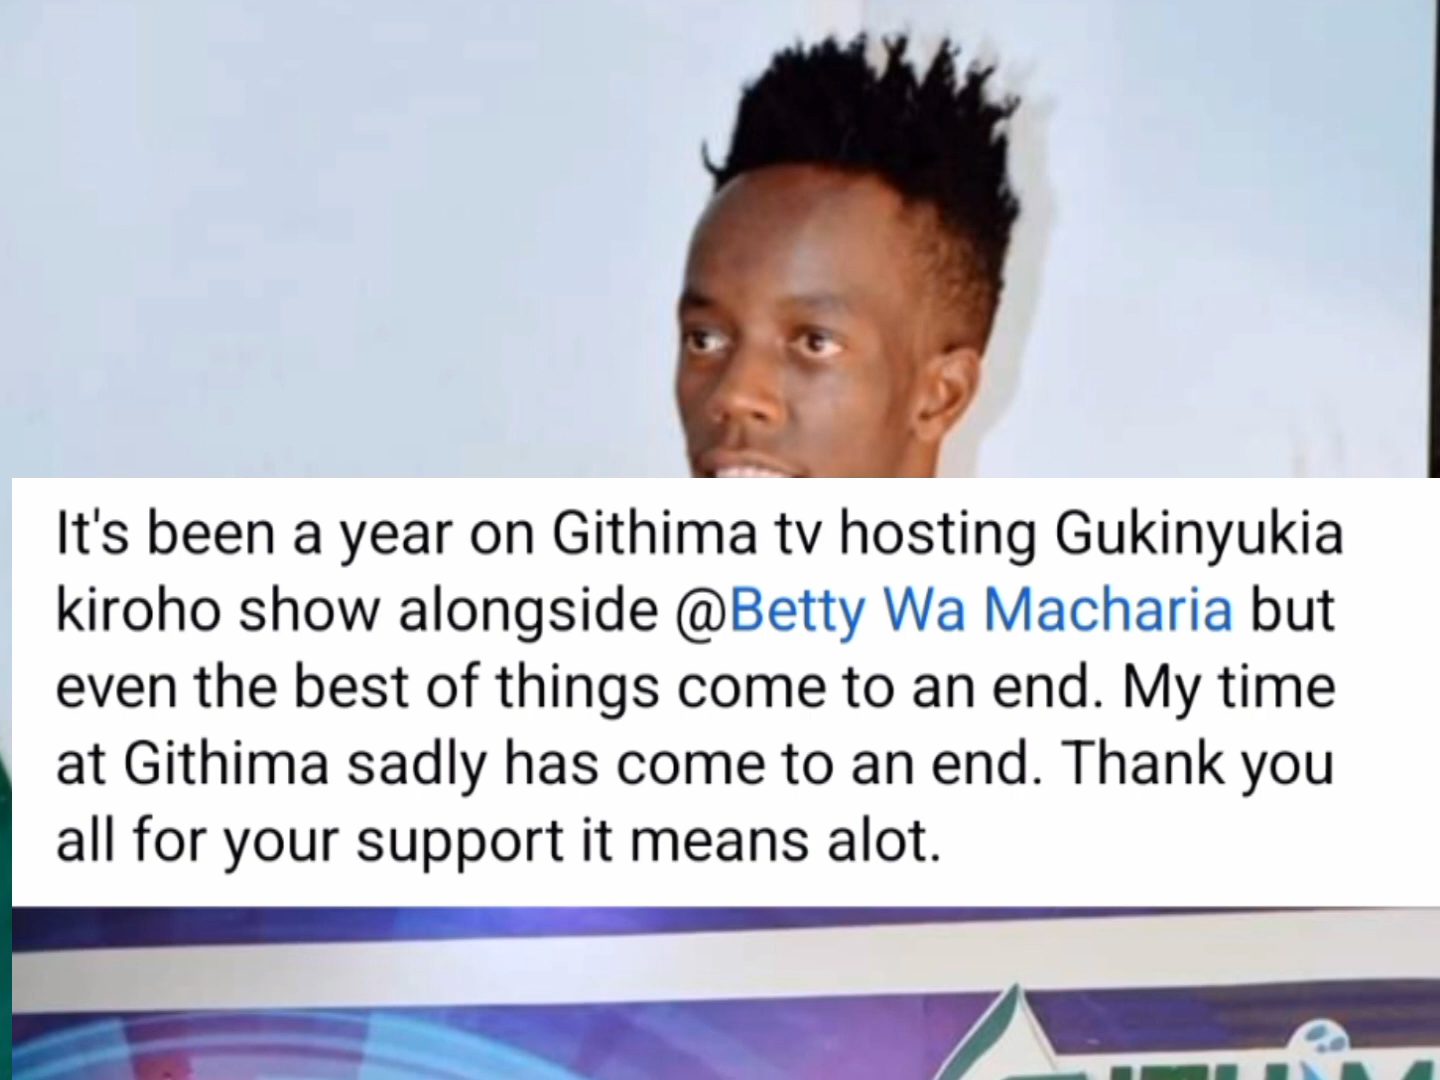 It's been a year on Githima tv hosting Gukinyukia
kiroho show alongside @Betty Wa Macharia but
even the best of things come to an end. My time
at Githima sadly has come to an end. Thank you
all for your support it means alot.